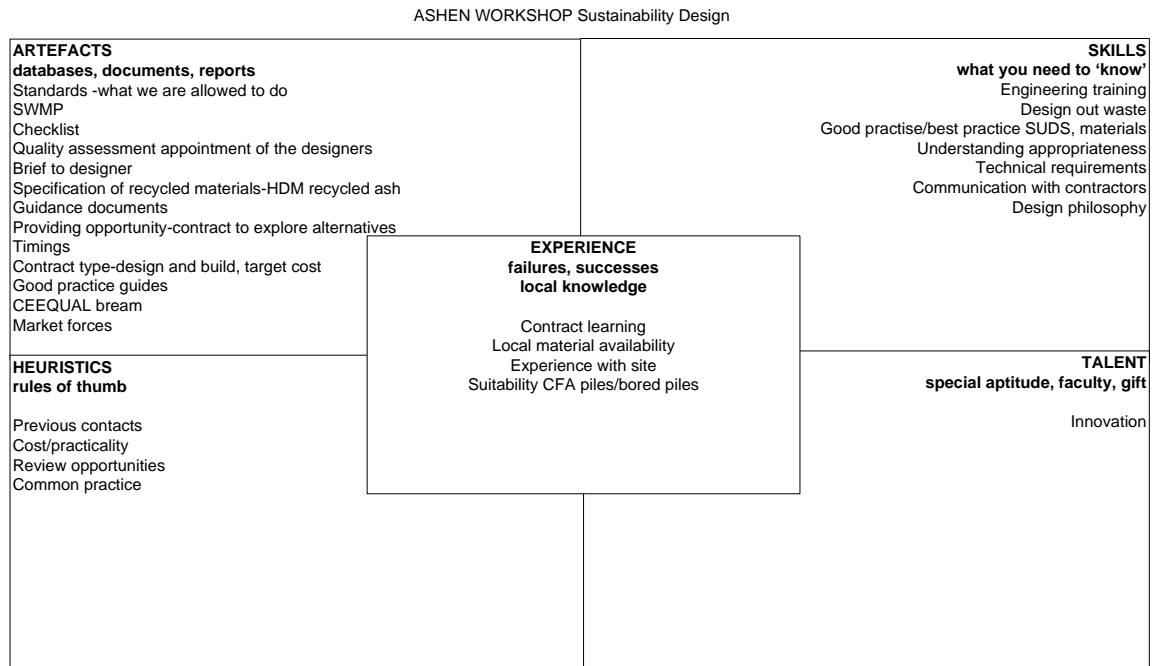 ASHEN WORKSHOP Sustainability Design
ARTEFACTS
databases, documents, reports
Standards -what we are allowed to do
SWMP
Checklist
Quality assessment appointment of the designers
Brief to designer
Specification of recycled materials-HDM recycled ash
Guidance documents
Providing opportunity-contract to explore alternatives
Timings
Contract type-design and build, target cost
Good practice guides
CEEQUAL bream
Market forces
SKILLS
what you need to ‘know’
Engineering training
Design out waste
Good practise/best practice SUDS, materials
Understanding appropriateness
Technical requirements
Communication with contractors
Design philosophy
EXPERIENCE
failures, successes
local knowledge
Contract learning
Local material availability
Experience with site
Suitability CFA piles/bored piles
HEURISTICS
rules of thumb
Previous contacts
Cost/practicality
Review opportunities
Common practice
TALENT
special aptitude, faculty, gift
Innovation